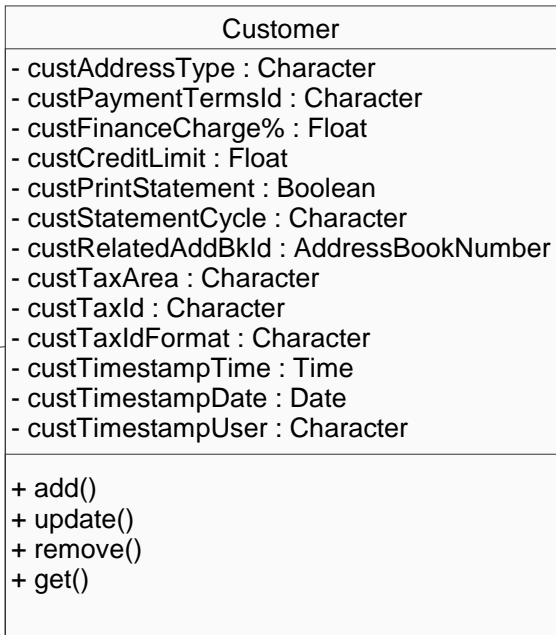 Customer
- custAddressType : Character
- custPaymentTermsId : Character
- custFinanceCharge% : Float
- custCreditLimit : Float
- custPrintStatement : Boolean
- custStatementCycle : Character
- custRelatedAddBkId : AddressBookNumber
- custTaxArea : Character
- custTaxId : Character
- custTaxIdFormat : Character
- custTimestampTime : Time
- custTimestampDate : Date
- custTimestampUser : Character
+ add()
+ update()
+ remove()
+ get()